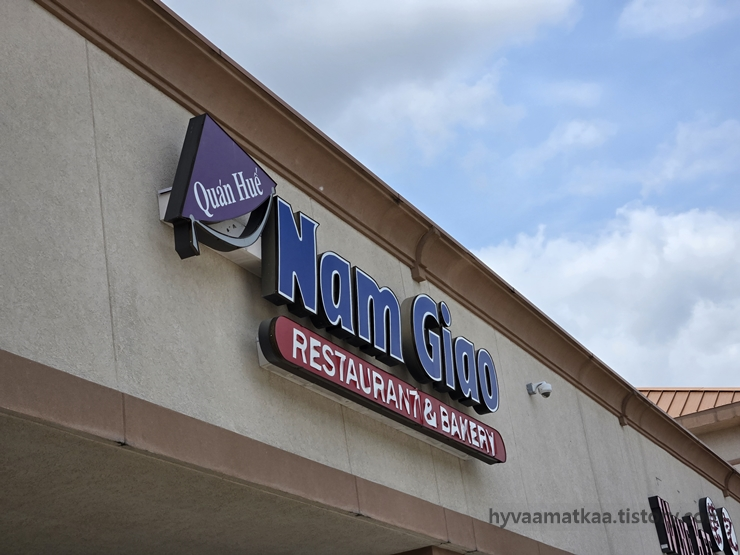 Quán Huế
Nam Giao
RESTAURANT & BAKERY
hyvaamatkaa.tistory.com